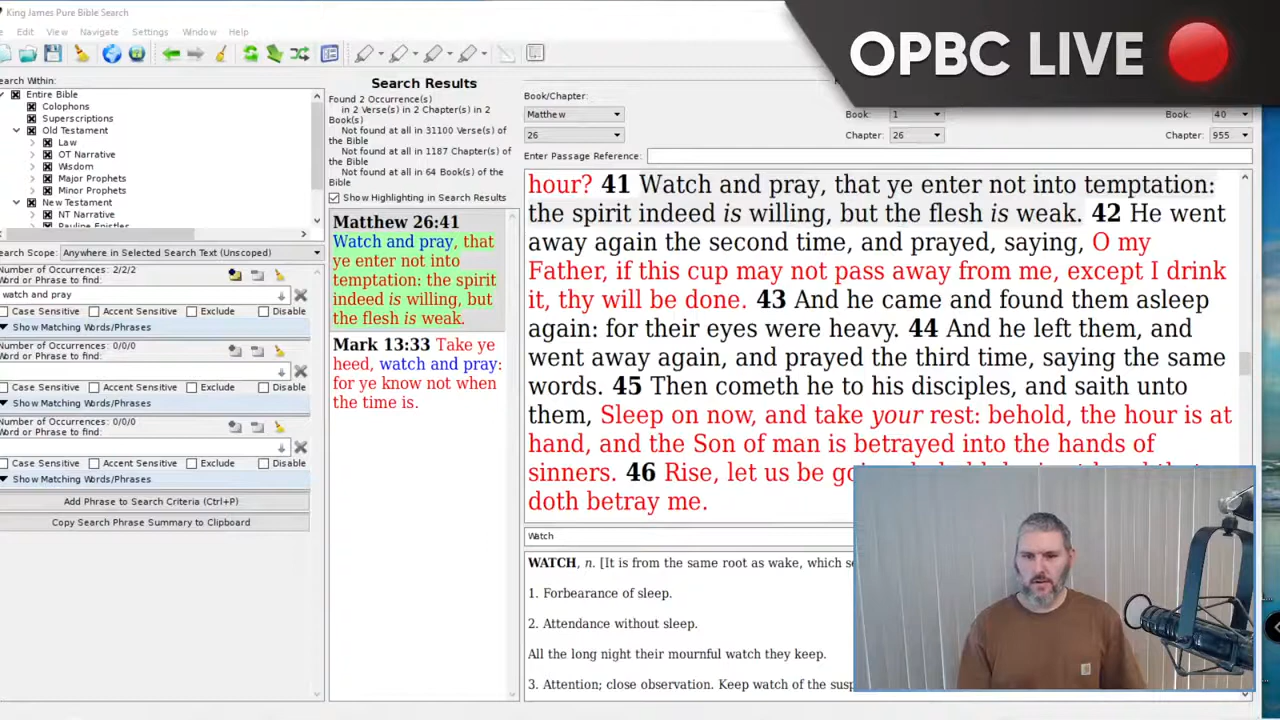 King James Pure Bible Search
Edit View Navigate Settings Window Help
OPBC LIVE
earch Within:
Entire Bible
Colophons
Superscriptions
Old Testament
Law
OT Narrative
Wisdom
Major Prophets
Minor Prophets
New Testament
NT Narrative
Pauline Epistles
earch Scope: Anywhere in Selected Search Text (Unscoped)
Number of Occurrences: 2/2/2
Word or Phrase to find:
watch and pray
Case Sensitive Accent Sensitive Exclude Disable
Show Matching Words/Phrases
Number of Occurrences: 0/0/0
Word or Phrase to find:
Case Sensitive Accent Sensitive Exclude Disable
Show Matching Words/Phrases
Number of Occurrences: 0/0/0
Word or Phrase to find:
Case Sensitive Accent Sensitive Exclude Disable
Show Matching Words/Phrases
Add Phrase to Search Criteria (Ctrl+P)
Copy Search Phrase Summary to Clipboard
Search Results
Found 2 Occurrence(s)
in 2 Verse(s) in 2 Chapter(s) in 2
Book(s)
Not found at all in 31100 Verse(s) of
the Bible
Not found at all in 1187 Chapter(s) of
the Bible
Not found at all in 64 Book(s) of the
Bible
Show Highlighting in Search Results
Matthew 26:41
Watch and pray, that
ye enter not into
temptation: the spirit
indeed is willing, but
the flesh is weak.
Mark 13:33 Take ye
heed, watch and pray:
for ye know not when
the time is.
Book/Chapter:
Matthew Book: 1 Book: 40
26 Chapter: 26 Chapter: 955
Enter Passage Reference:
hour? 41 Watch and pray, that ye enter not into temptation:
the spirit indeed is willing, but the flesh is weak. 42 He went
away again the second time, and prayed, saying, O my
Father, if this cup may not pass away from me, except I drink
it, thy will be done. 43 And he came and found them asleep
again: for their eyes were heavy. 44 And he left them, and
went away again, and prayed the third time, saying the same
words. 45 Then cometh he to his disciples, and saith unto
them, Sleep on now, and take your rest: behold, the hour is at
hand, and the Son of man is betrayed into the hands of
sinners. 46 Rise, let us be
doth betray me.
Watch
WATCH, n. [It is from the same root as wake, which
1. Forbearance of sleep.
2. Attendance without sleep.
All the long night their mournful watch they keep.
3. Attention; close observation. Keep watch of the